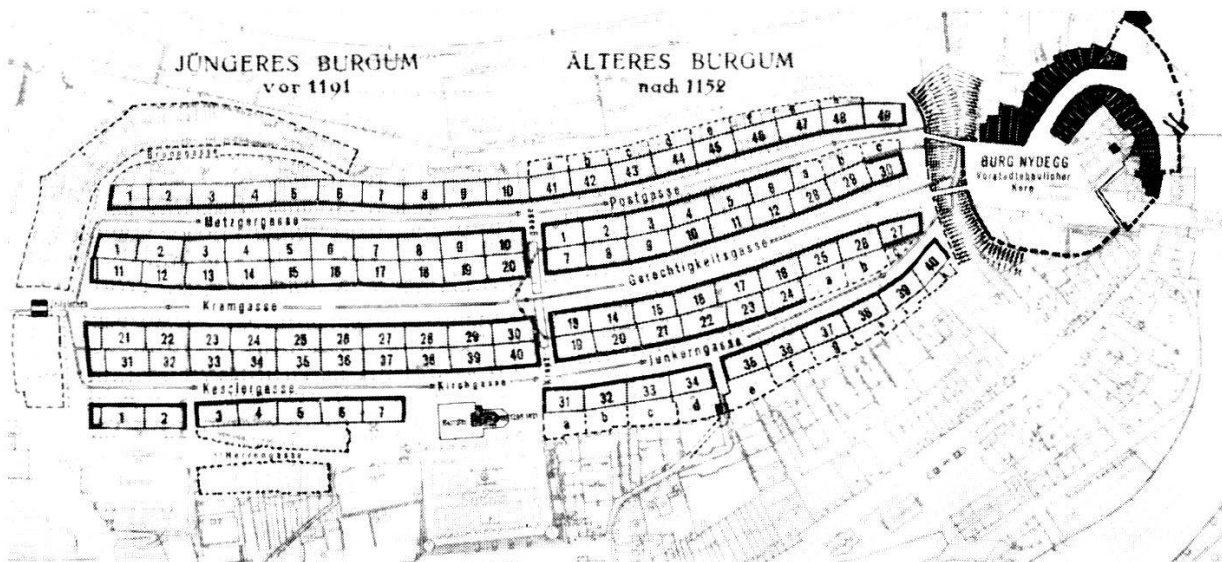 JÜNGERES BURGUM
vor 1191
ÄLTERES BURGUM
nach 1152
Brunngasse
1 2 3 4 5 6 7 8 9 10
Metzgergasse
1 2 3 4 5 6 7 8 9 10
11 12 13 14 15 16 17 18 19 20
Kramgasse
21 22 23 24 25 26 27 28 29 30
31 32 33 34 35 36 37 38 39 40
Kesslergasse
Kirchgasse
1 2 3 4 5 6 7
Herrengasse
a b c d e f g h
41 42 43 44 45 46 47 48 49
Postgasse
1 2 3 4 5 6 a b c
7 8 9 10 11 12 28 29 30
Gerechtigkeitsgasse
13 14 15 16 17 18 25 26 27
19 20 21 22 23 24 a b
Junkerngasse
31 32 33 34 35 36 37 38 39 40
a b c d e f g
BURG NYDEGG
Vorstädtebaulicher
Kern